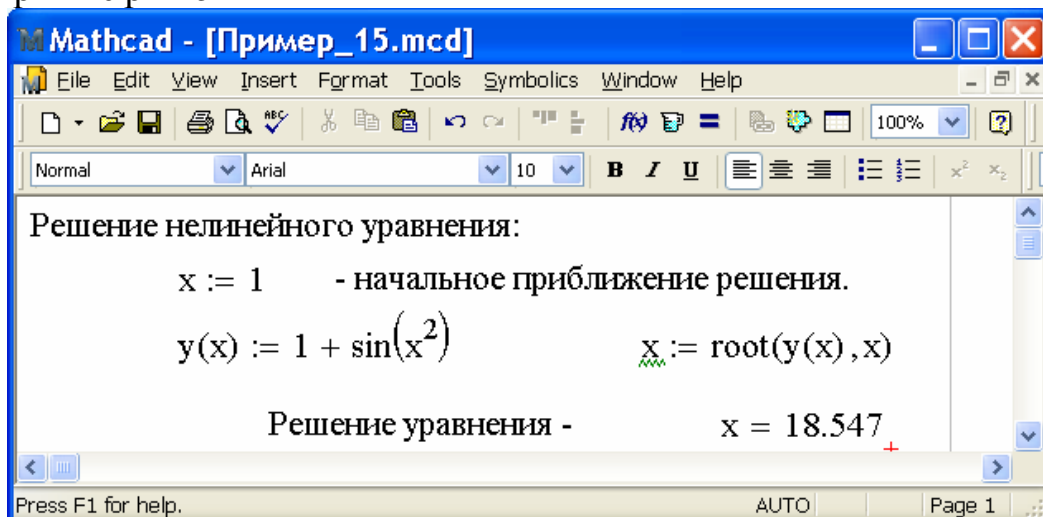 Mathcad - [Пример_15.mcd]
File Edit View Insert Format Tools Symbolics Window Help
100%
Normal Arial 10 B I U
Решение нелинейного уравнения:
x := 1 - начальное приближение решения.
y(x) := 1 + sin(x²) x := root(y(x) , x)
Решение уравнения - x = 18.547
Press F1 for help. AUTO Page 1